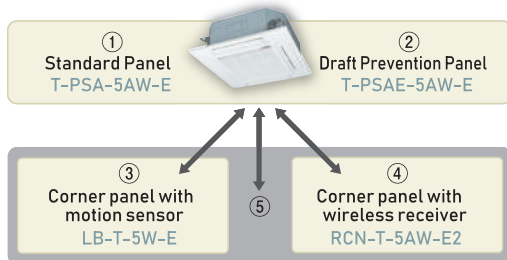 ①
Standard Panel
T-PSA-5AW-E
②
Draft Prevention Panel
T-PSAE-5AW-E
③
Corner panel with
motion sensor
LB-T-5W-E
⑤
④
Corner panel with
wireless receiver
RCN-T-5AW-E2